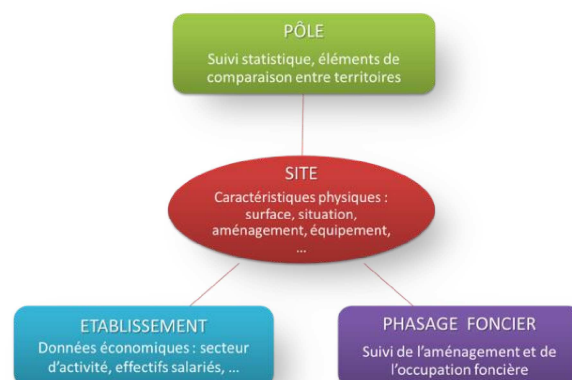 PÔLE
Suivi statistique, éléments de
comparaison entre territoires
SITE
Caractéristiques physiques :
surface, situation,
aménagement, équipement,
...
ETABLISSEMENT
Données économiques : secteur
d'activité, effectifs salariés, ...
PHASAGE FONCIER
Suivi de l'aménagement et de
l'occupation foncière